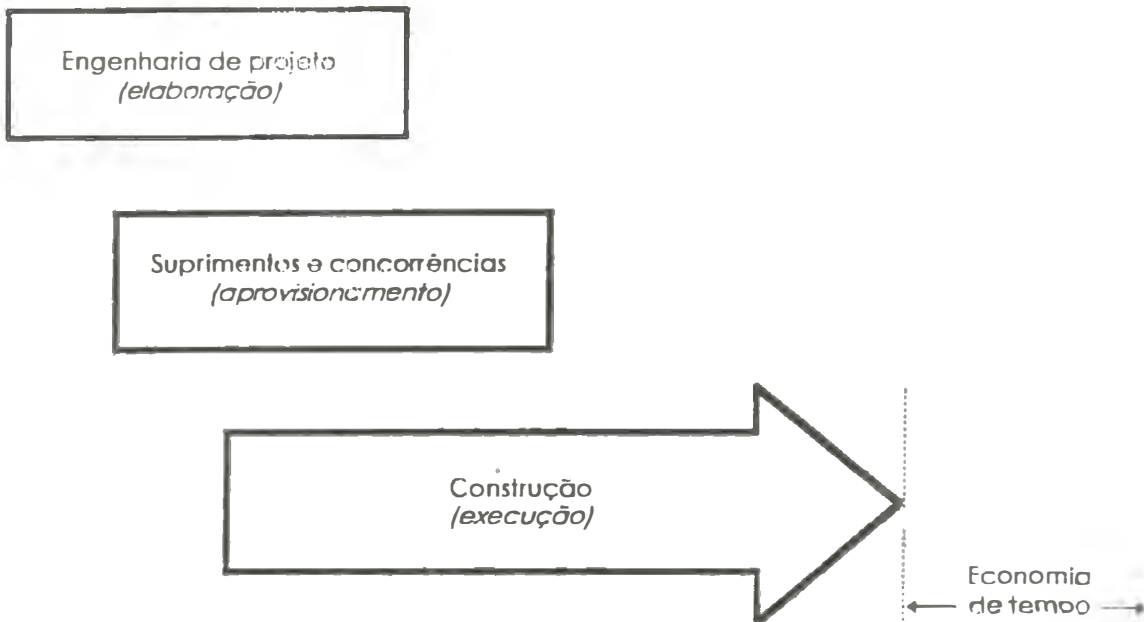 Engenharia de projeto
(elaboração)
Suprimentos e concorrências
(aprovisionamento)
Construção
(execução)
Economia
de tempo